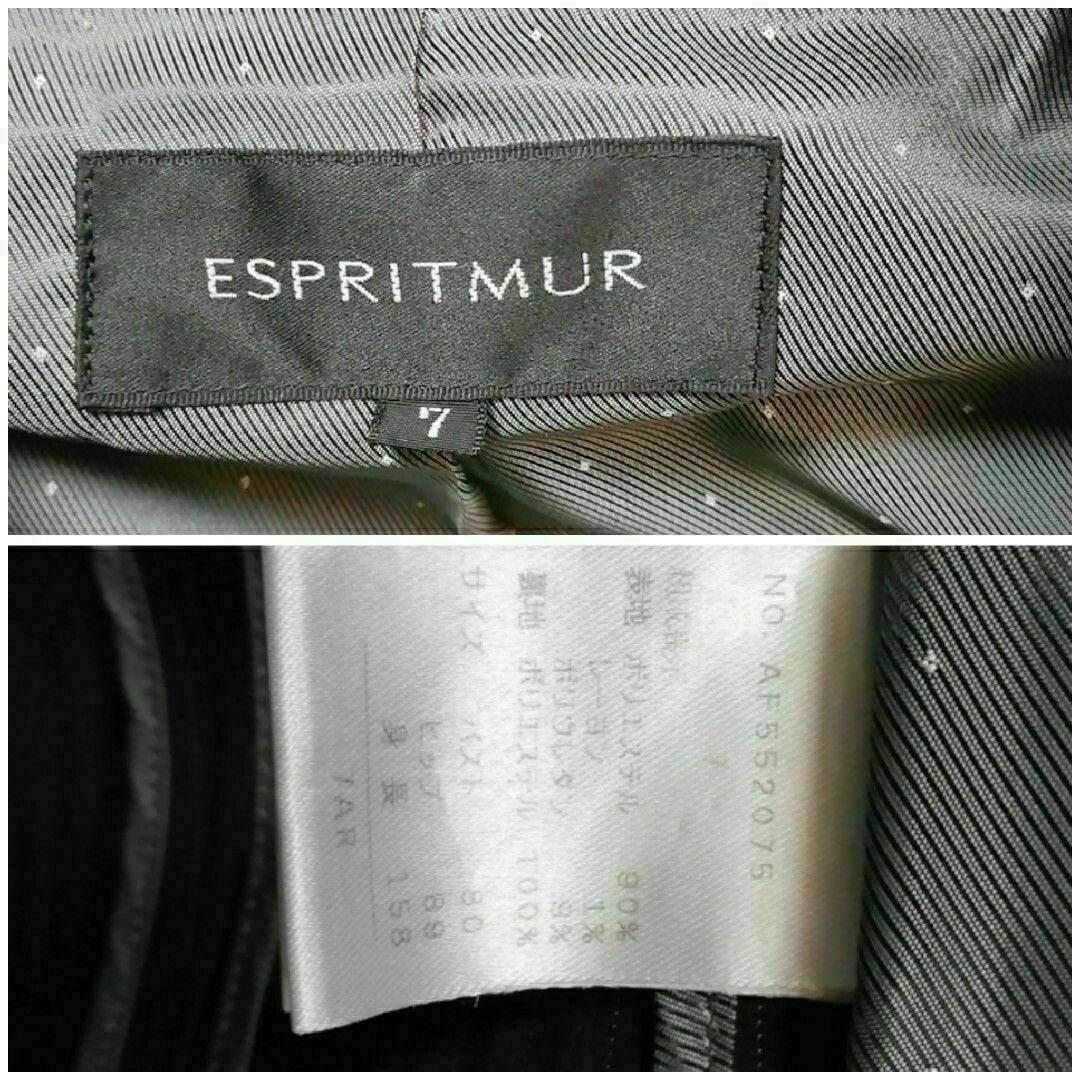 ESPRITMUR
7
NO. AF552075
表地 ポリエステル 90%
レーヨン 1%
ポリウレタン 9%
裏地 ポリエステル 100%
サイズ バスト 80
ヒップ 89
身長 158
7AR